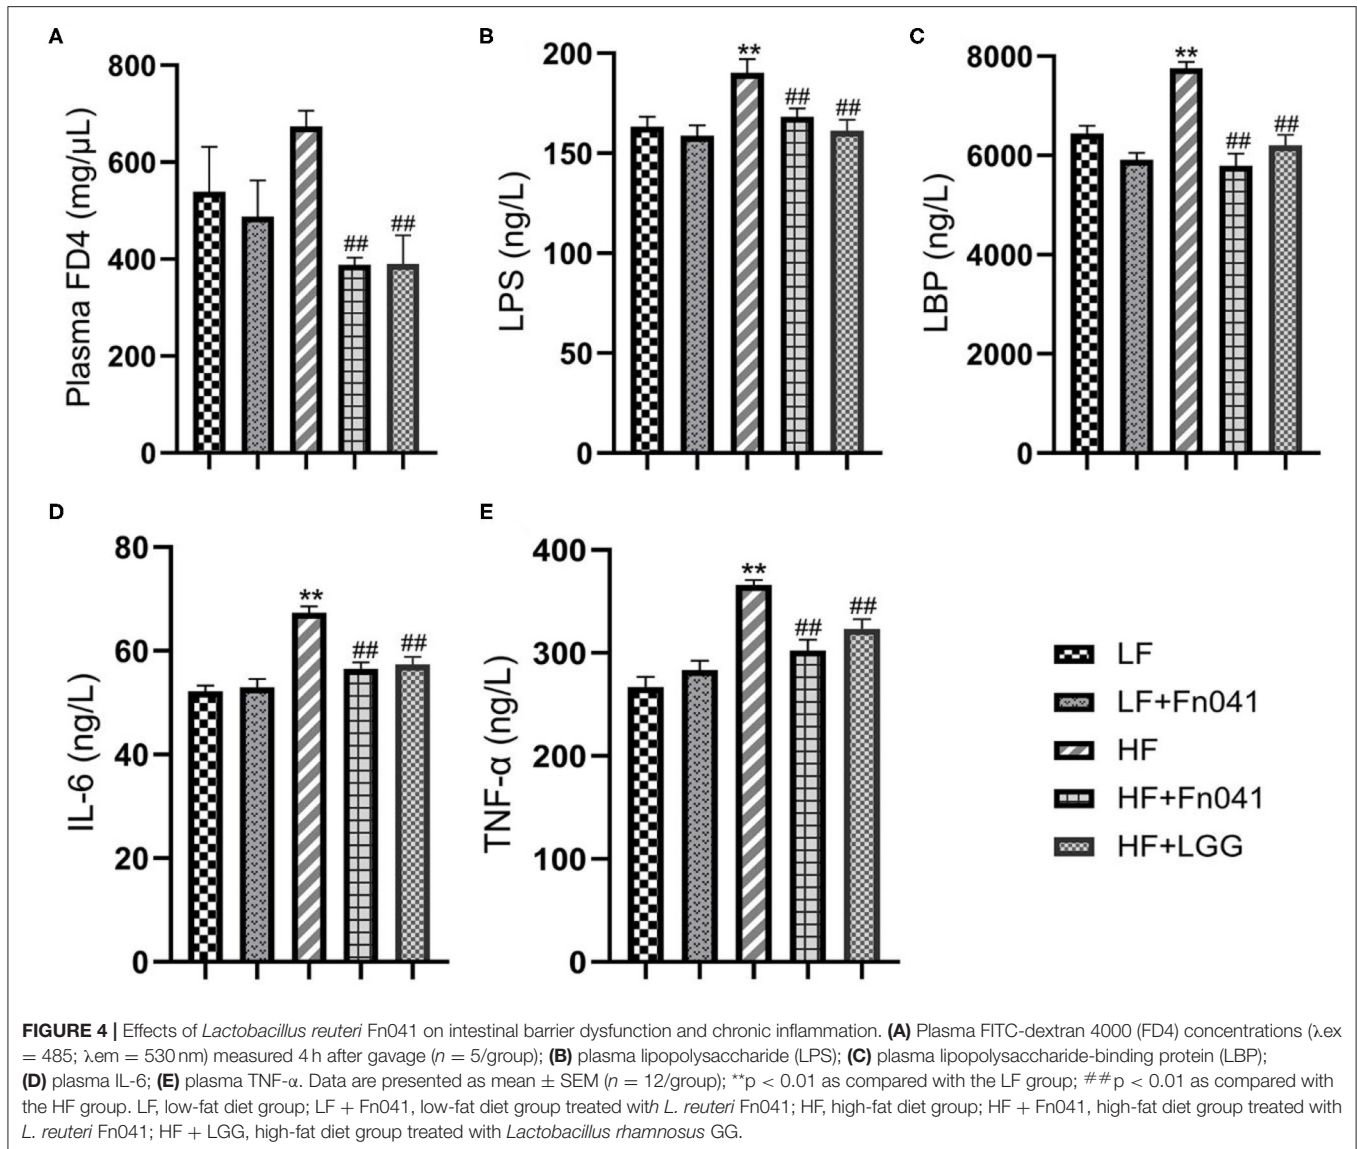 A
Plasma FD4 (mg/μL)
800
600
400
200
0
##
##
B
LPS (ng/L)
200
150
100
50
0
**
##
##
C
LBP (ng/L)
8000
6000
4000
2000
0
**
##
##
D
IL-6 (ng/L)
80
60
40
20
0
**
##
##
E
TNF-α (ng/L)
400
300
200
100
0
**
##
##
LF
LF+Fn041
HF
HF+Fn041
HF+LGG
FIGURE 4 | Effects of Lactobacillus reuteri Fn041 on intestinal barrier dysfunction and chronic inflammation. (A) Plasma FITC-dextran 4000 (FD4) concentrations (λex
= 485; λem = 530 nm) measured 4 h after gavage (n = 5/group); (B) plasma lipopolysaccharide (LPS); (C) plasma lipopolysaccharide-binding protein (LBP);
(D) plasma IL-6; (E) plasma TNF-α. Data are presented as mean ± SEM (n = 12/group); **p < 0.01 as compared with the LF group; ##p < 0.01 as compared with
the HF group. LF, low-fat diet group; LF + Fn041, low-fat diet group treated with L. reuteri Fn041; HF, high-fat diet group; HF + Fn041, high-fat diet group treated with
L. reuteri Fn041; HF + LGG, high-fat diet group treated with Lactobacillus rhamnosus GG.